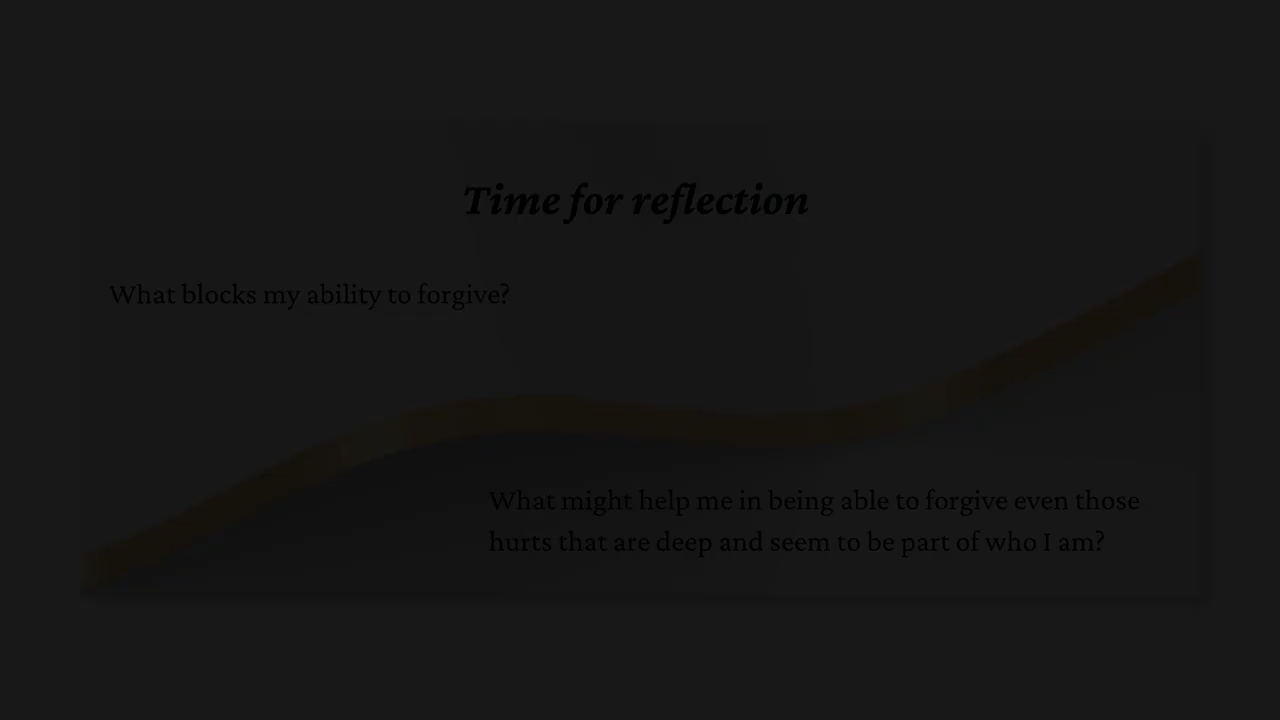 Time for reflection
What blocks my ability to forgive?
What might help me in being able to forgive even those
hurts that are deep and seem to be part of who I am?